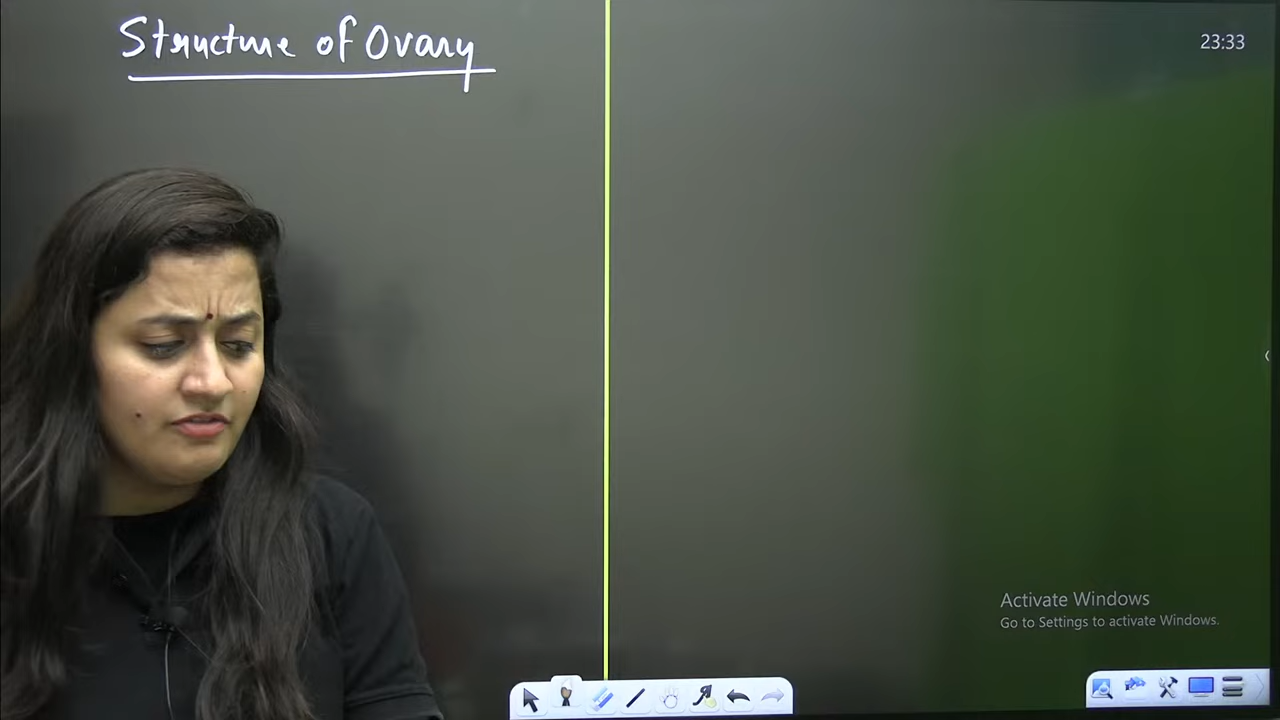 Structure of Ovary
23:33
Activate Windows
Go to Settings to activate Windows.